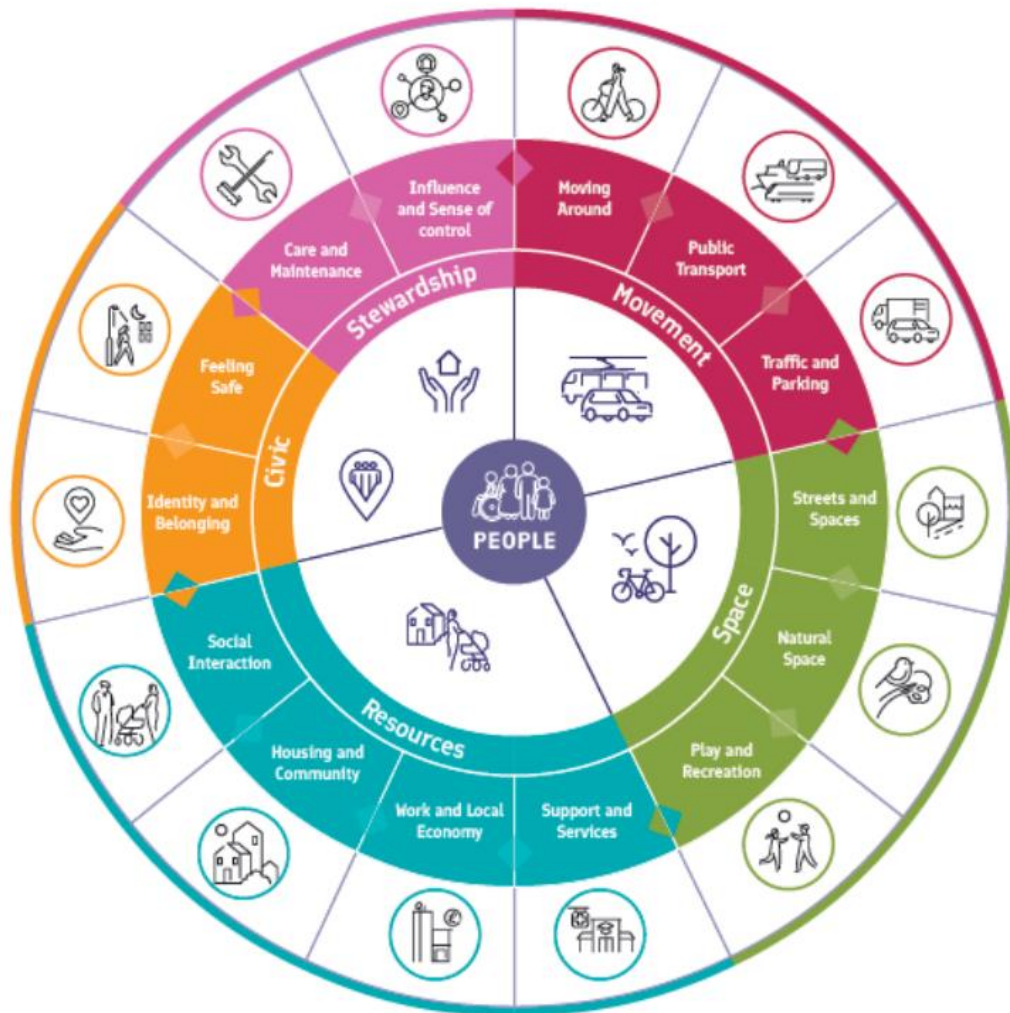 Influence
and Sense of
control
Moving
Around
Care and
Maintenance
Public
Transport
Stewardship
Movement
Feeling
Safe
Traffic and
Parking
Civic
Identity and
Belonging
PEOPLE
Streets and
Spaces
Space
Social
Interaction
Natural
Space
Resources
Housing and
Community
Play and
Recreation
Work and Local
Economy
Support and
Services